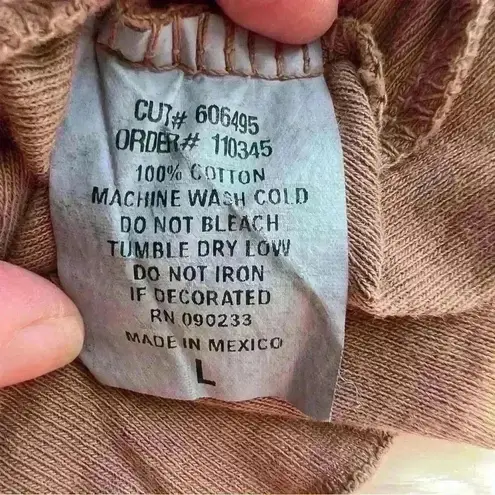 CUT# 606495
ORDER# 110345
100% COTTON
MACHINE WASH COLD
DO NOT BLEACH
TUMBLE DRY LOW
DO NOT IRON
IF DECORATED
RN 090233
MADE IN MEXICO
L